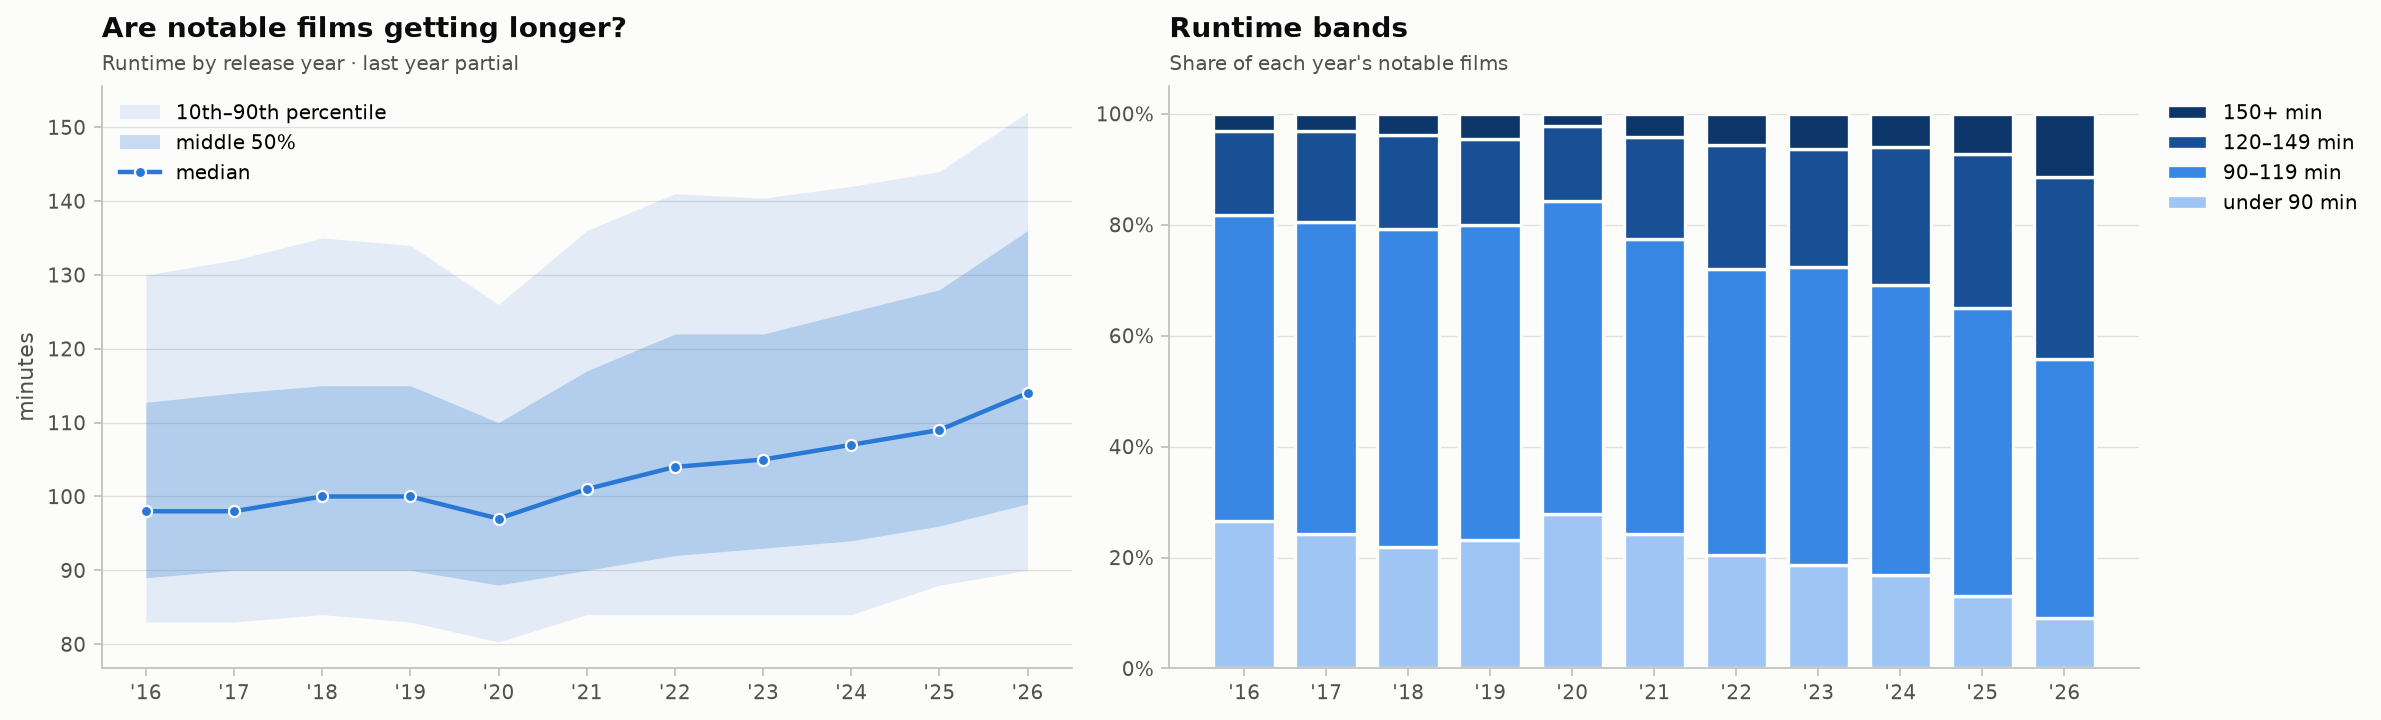 Are notable films getting longer?
Runtime by release year · last year partial
10th–90th percentile
middle 50%
median
minutes
150
140
130
120
110
100
90
80
'16 '17 '18 '19 '20 '21 '22 '23 '24 '25 '26
Runtime bands
Share of each year's notable films
100%
80%
60%
40%
20%
0%
'16 '17 '18 '19 '20 '21 '22 '23 '24 '25 '26
150+ min
120–149 min
90–119 min
under 90 min